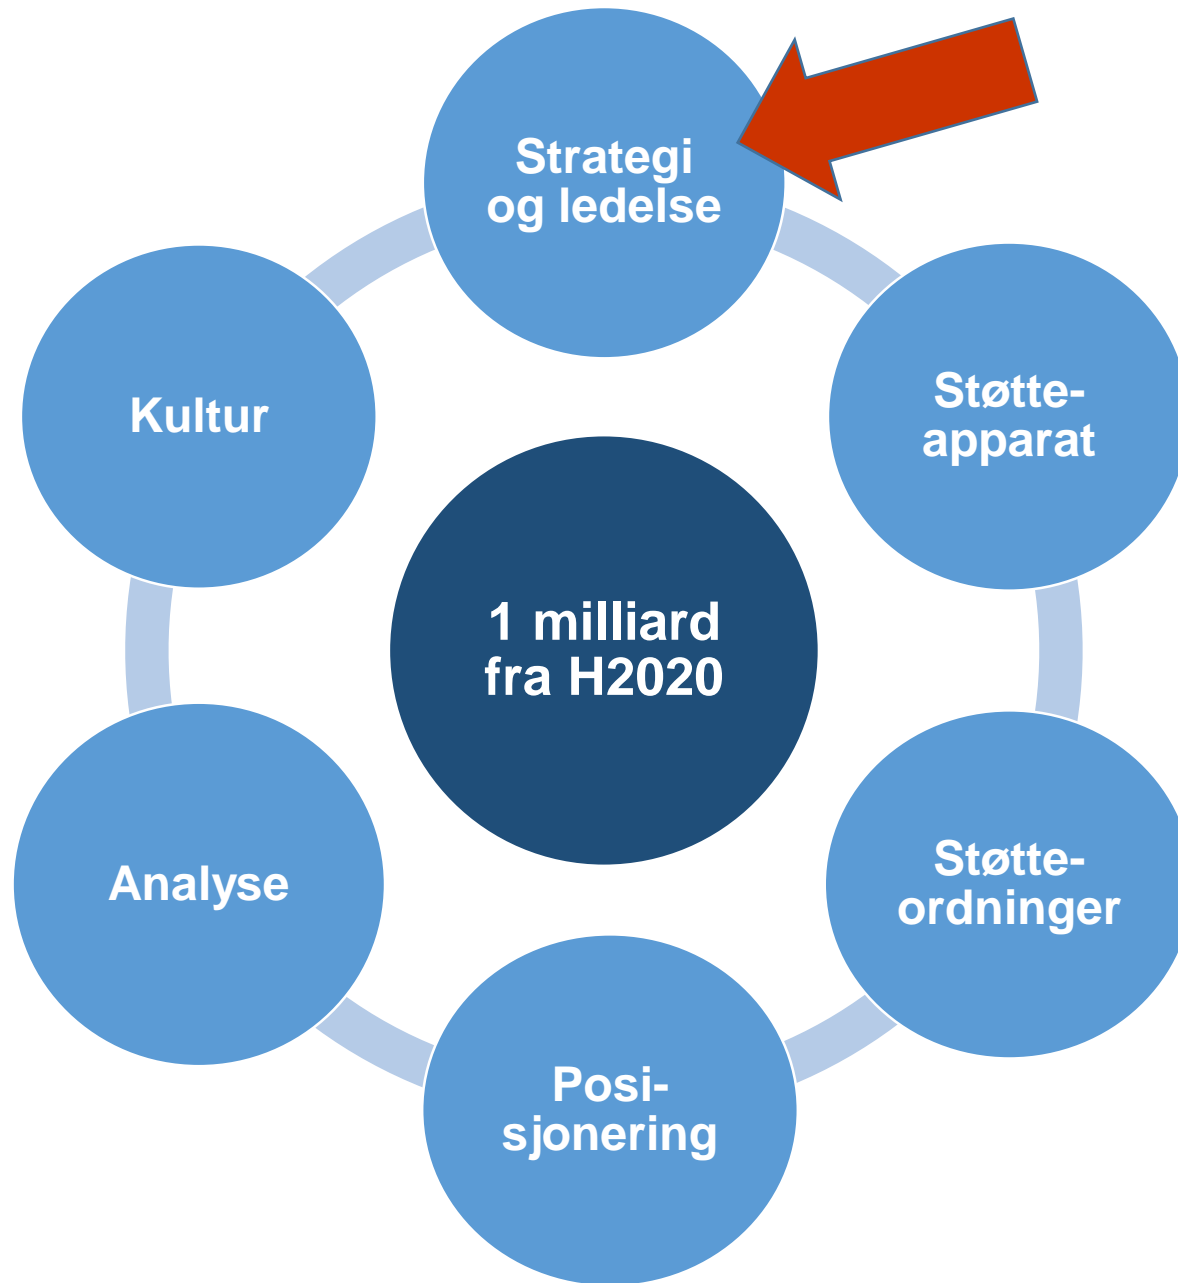 Strategi
og ledelse
Støtte-
apparat
Støtte-
ordninger
Posi-
sjonering
Analyse
Kultur
1 milliard
fra H2020